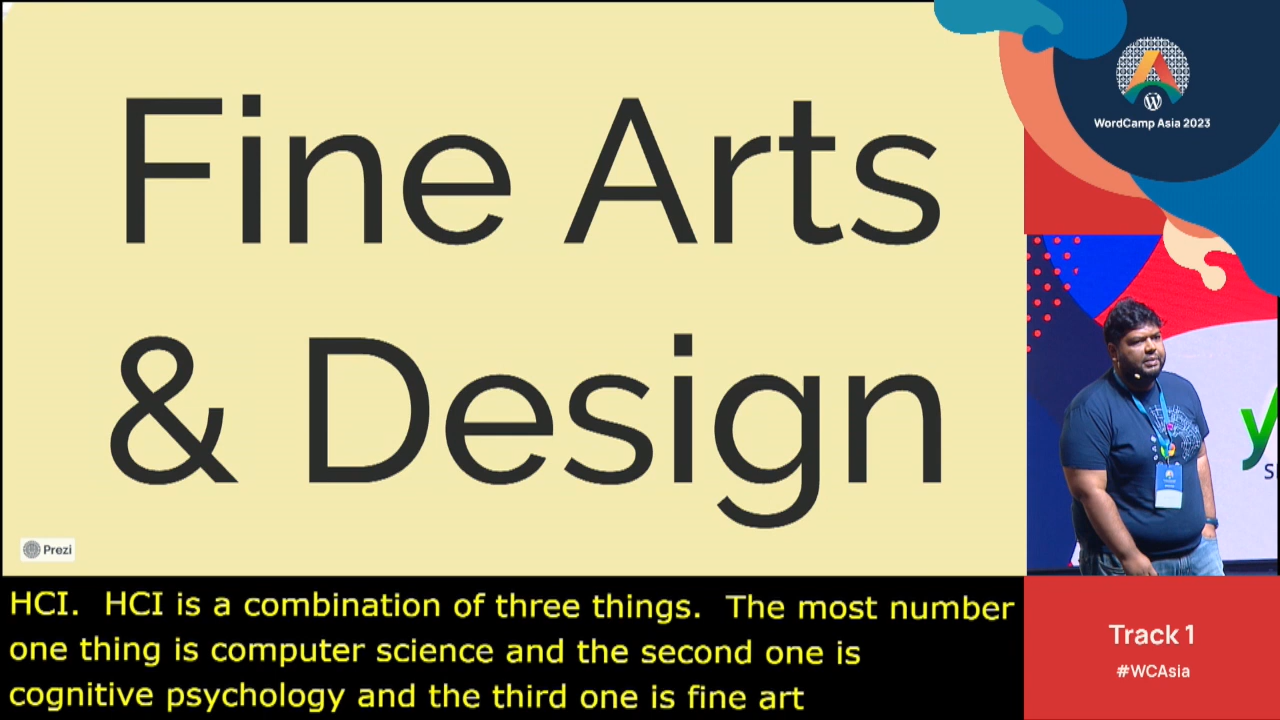 Fine Arts
& Design
Prezi
HCI.  HCI is a combination of three things.  The most number
one thing is computer science and the second one is
cognitive psychology and the third one is fine art
WordCamp Asia 2023
Track 1
#WCAsia